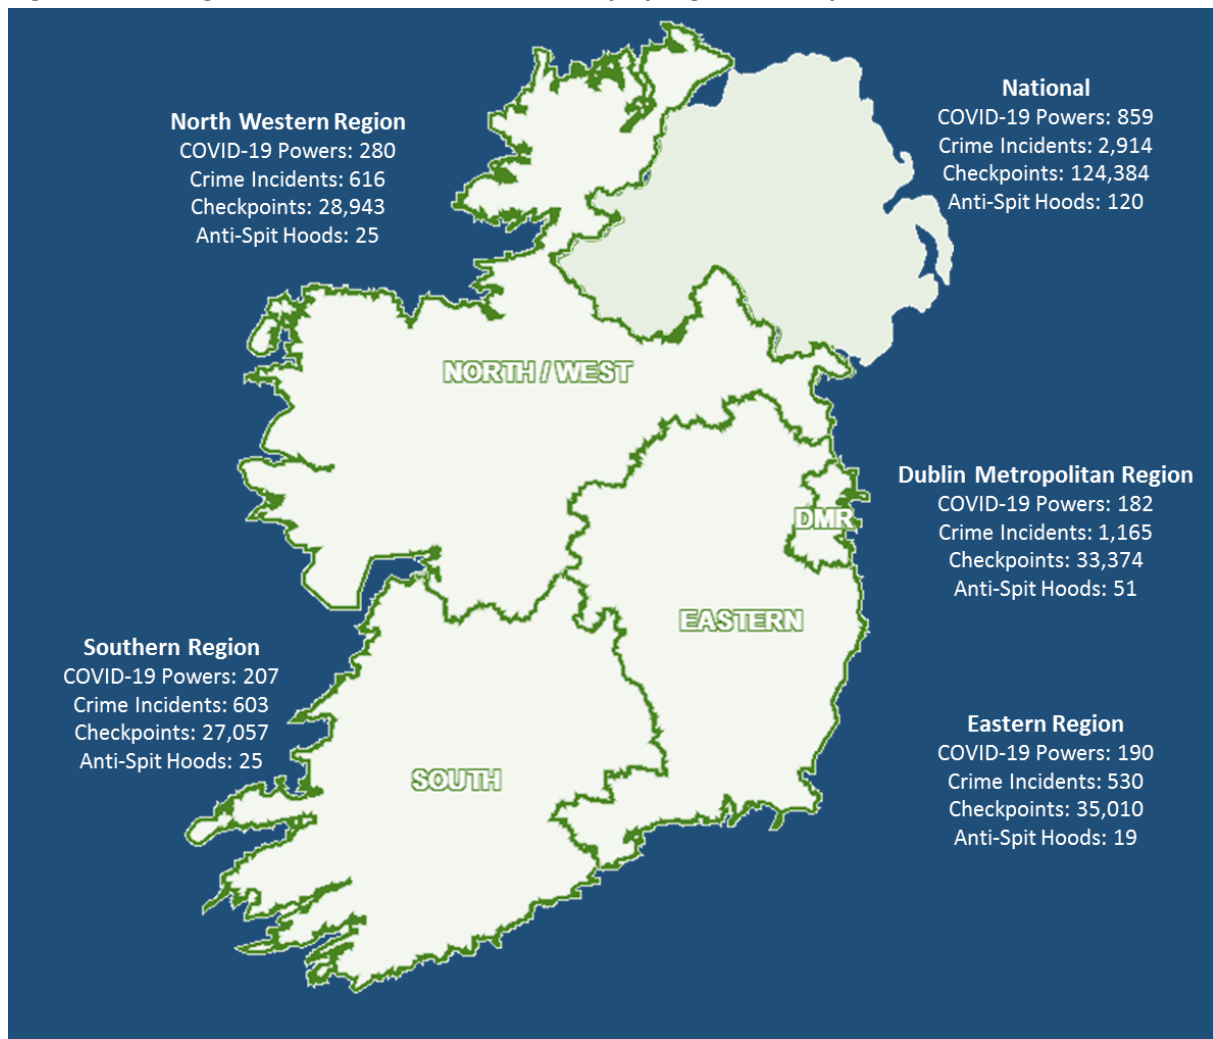 North Western Region
COVID-19 Powers: 280
Crime Incidents: 616
Checkpoints: 28,943
Anti-Spit Hoods: 25
National
COVID-19 Powers: 859
Crime Incidents: 2,914
Checkpoints: 124,384
Anti-Spit Hoods: 120
NORTH / WEST
Dublin Metropolitan Region
COVID-19 Powers: 182
Crime Incidents: 1,165
Checkpoints: 33,374
Anti-Spit Hoods: 51
DMR
EASTERN
Southern Region
COVID-19 Powers: 207
Crime Incidents: 603
Checkpoints: 27,057
Anti-Spit Hoods: 25
SOUTH
Eastern Region
COVID-19 Powers: 190
Crime Incidents: 530
Checkpoints: 35,010
Anti-Spit Hoods: 19